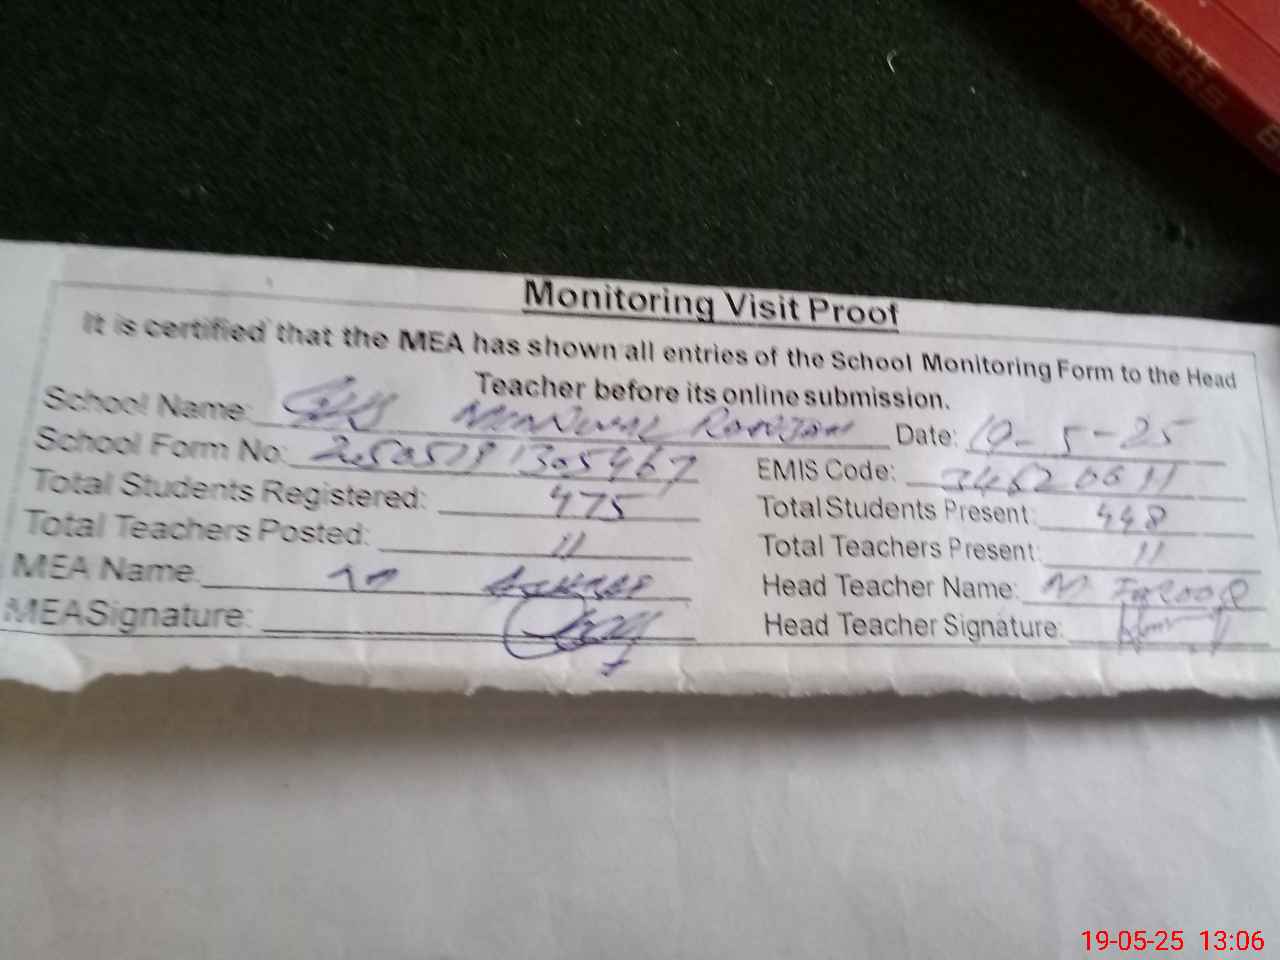 PAPERS
Monitoring Visit Proof
It is certified that the MEA has shown all entries of the School Monitoring Form to the Head
Teacher before its online submission.
School Name: Date: 19-5-25
School Form No: EMIS Code:
Total Students Registered: 475 Total Students Present: 448
Total Teachers Posted: 11 Total Teachers Present: 11
MEA Name: Head Teacher Name: M Farooq
MEASignature: Head Teacher Signature:
19-05-25 13:06